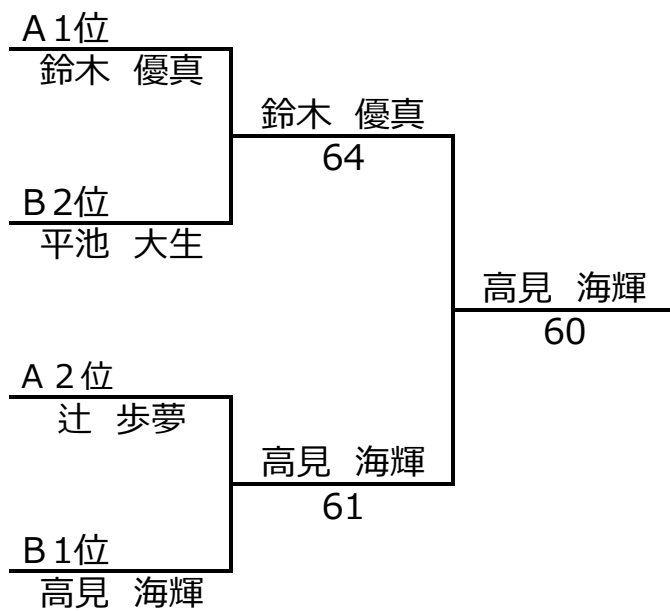 A1位
鈴木 優真
鈴木 優真
64
B2位
平池 大生
高見 海輝
60
A 2位
辻 歩夢
高見 海輝
61
B1位
高見 海輝